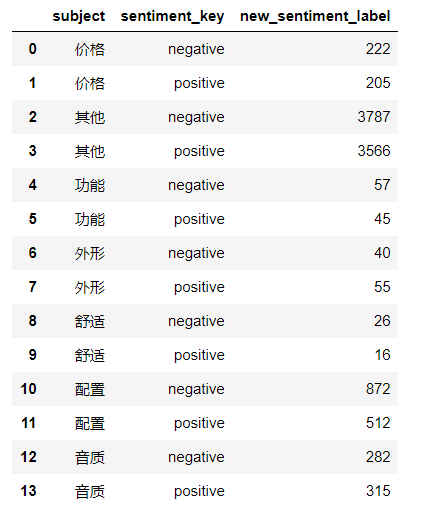 subject sentiment_key new_sentiment_label
0 价格 negative 222
1 价格 positive 205
2 其他 negative 3787
3 其他 positive 3566
4 功能 negative 57
5 功能 positive 45
6 外形 negative 40
7 外形 positive 55
8 舒适 negative 26
9 舒适 positive 16
10 配置 negative 872
11 配置 positive 512
12 音质 negative 282
13 音质 positive 315